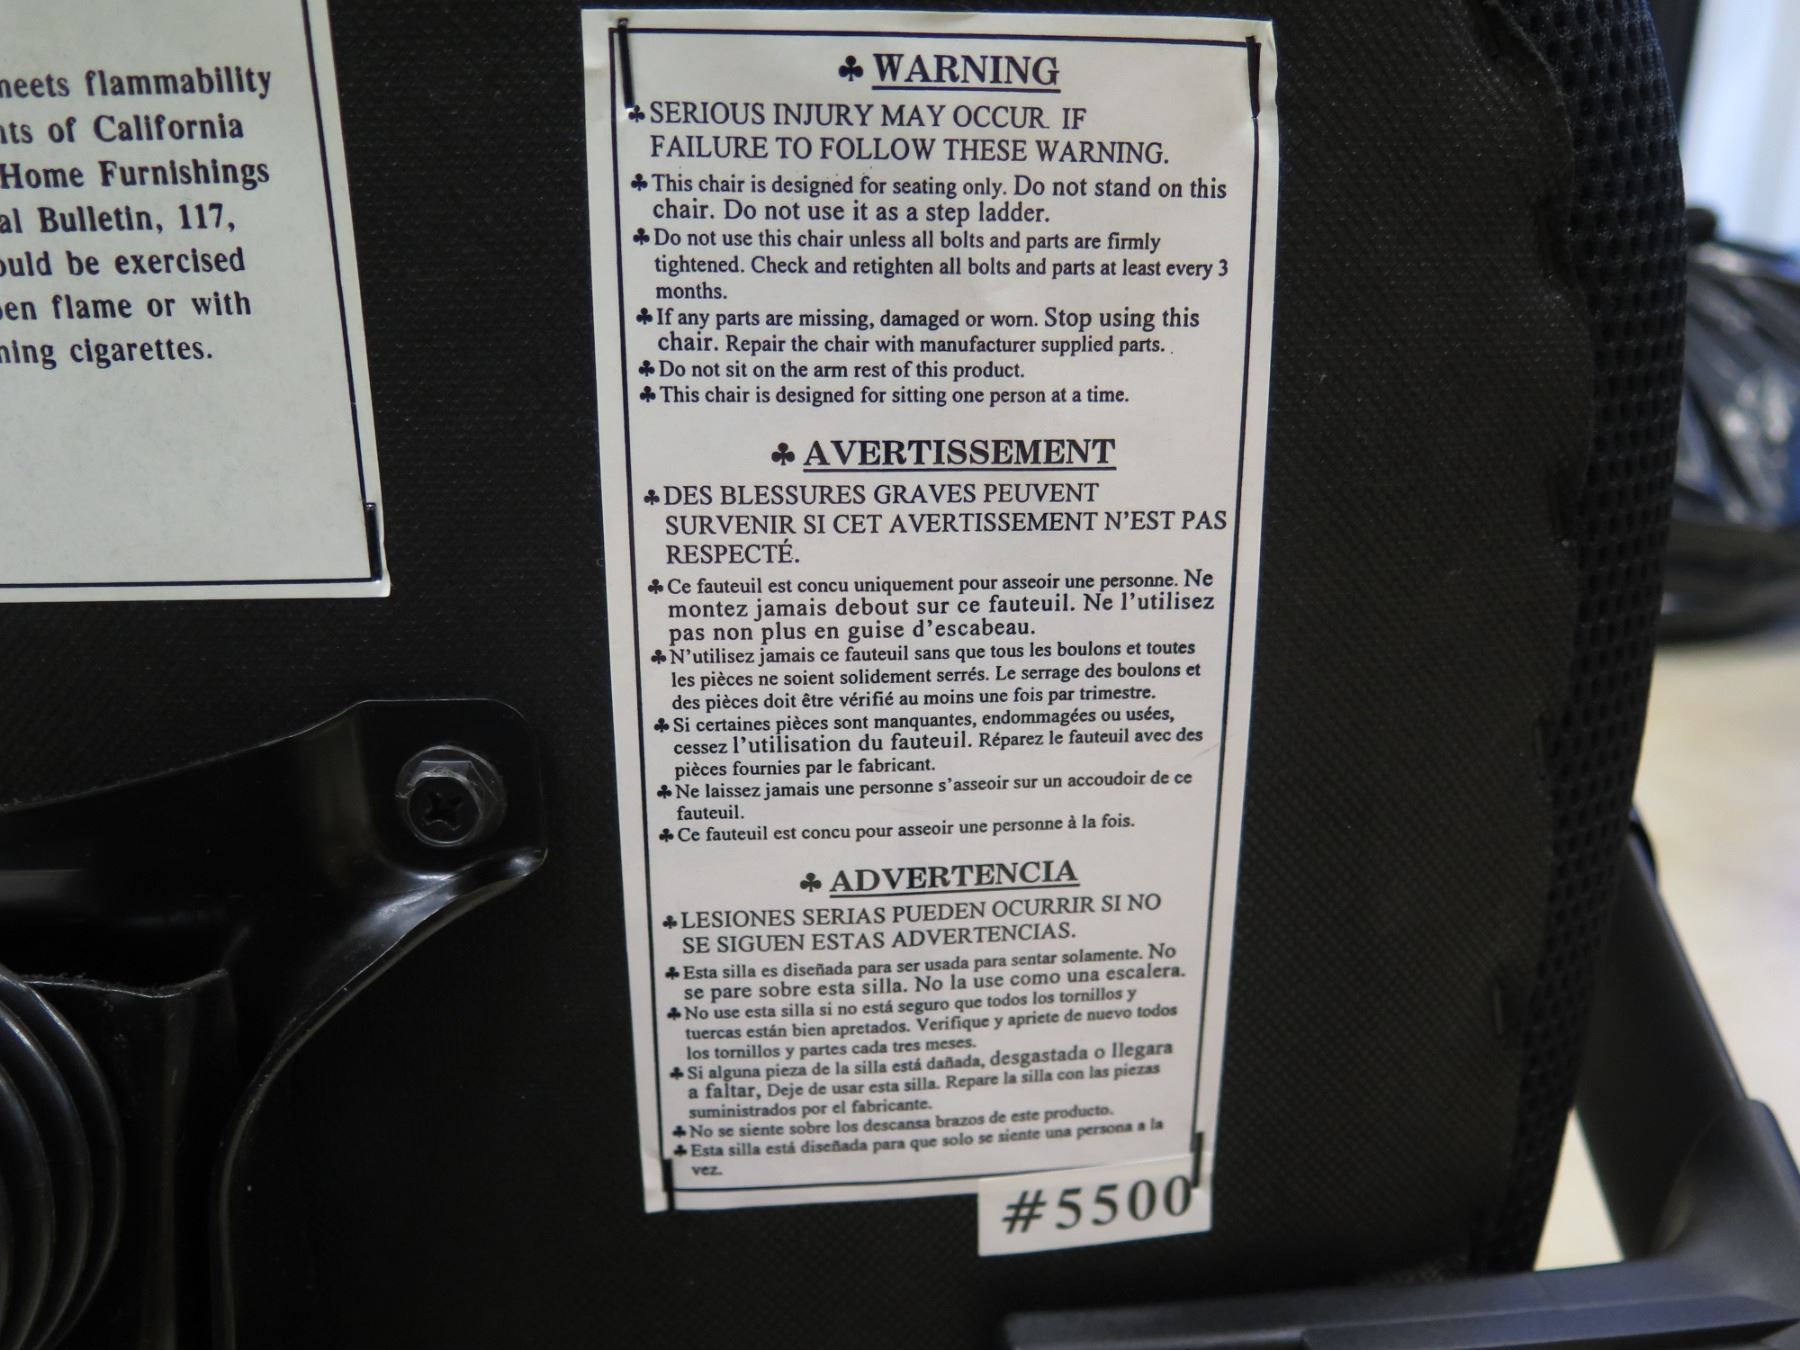 meets flammability
of California
Home Furnishings
Bulletin, 117,
be exercised
flame or with
cigarettes.
♣ WARNING
♣ SERIOUS INJURY MAY OCCUR IF
FAILURE TO FOLLOW THESE WARNING.
♣ This chair is designed for seating only. Do not stand on this
chair. Do not use it as a step ladder.
♣ Do not use this chair unless all bolts and parts are firmly
tightened. Check and retighten all bolts and parts at least every 3
months.
♣ If any parts are missing, damaged or worn. Stop using this
chair. Repair the chair with manufacturer supplied parts. .
♣ Do not sit on the arm rest of this product.
♣ This chair is designed for sitting one person at a time.
♣ AVERTISSEMENT
♣ DES BLESSURES GRAVES PEUVENT
SURVENIR SI CET AVERTISSEMENT N'EST PAS
RESPECTÉ.
♣ Ce fauteuil est concu uniquement pour asseoir une personne. Ne
montez jamais debout sur ce fauteuil. Ne l'utilisez
pas non plus en guise d'escabeau.
♣ N'utilisez jamais ce fauteuil sans que tous les boulons et toutes
les pièces ne soient solidement serrés. Le serrage des boulons et
des pièces doit être vérifié au moins une fois par trimestre.
♣ Si certaines pièces sont manquantes, endommagées ou usées,
cessez l'utilisation du fauteuil. Réparez le fauteuil avec des
pièces fournies par le fabricant.
♣ Ne laissez jamais une personne s'asseoir sur un accoudoir de ce
fauteuil.
♣ Ce fauteuil est concu pour asseoir une personne à la fois.
♣ ADVERTENCIA
♣ LESIONES SERIAS PUEDEN OCURRIR SI NO
SE SIGUEN ESTAS ADVERTENCIAS.
♣ Esta silla es diseñada para ser usada para sentar solamente. No
se pare sobre esta silla. No la use como una escalera.
♣ No use esta silla si no está seguro que todos los tornillos y
tuercas están bien apretados. Verifique y apriete de nuevo todos
los tornillos y partes cada tres meses.
♣ Si alguna pieza de la silla está dañada, desgastada o llegara
a faltar, Deje de usar esta silla. Repare la silla con las piezas
suministrados por el fabricante.
♣ No se siente sobre los descansa brazos de este producto.
♣ Esta silla está diseñada para que solo se siente una persona a la
vez.
#5500